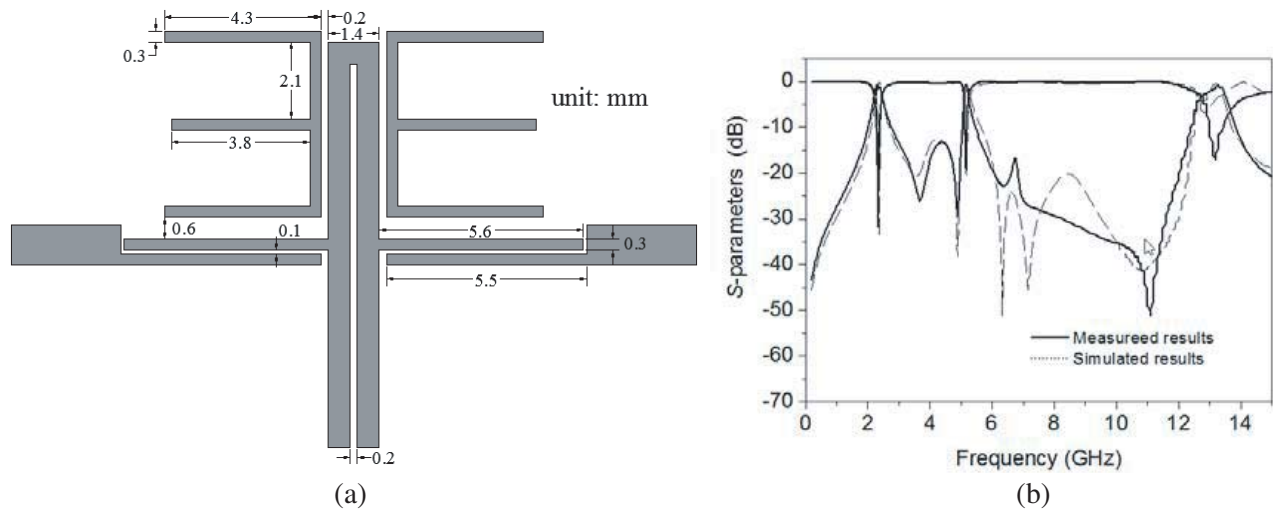 4.3
0.2
1.4
0.3
2.1
unit: mm
3.8
0.6
0.1
5.6
0.3
5.5
0.2
(a)
0
-10
-20
-30
-40
-50
-60
-70
S-parameters (dB)
Measureed results
Simulated results
0 2 4 6 8 10 12 14
Frequency (GHz)
(b)